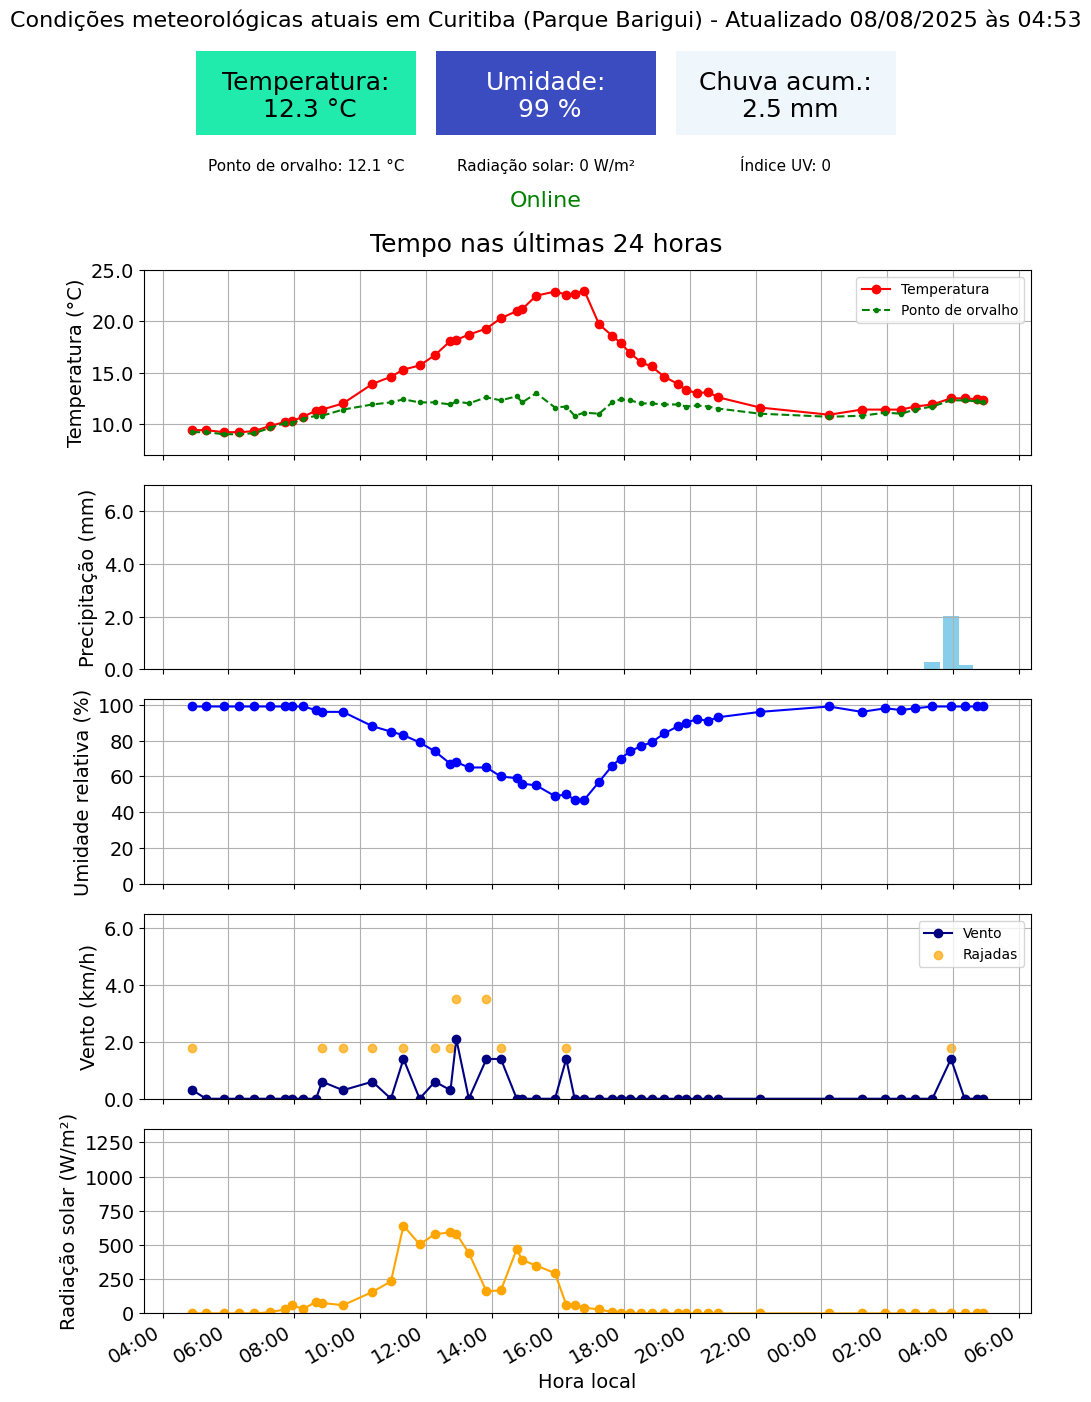 Condições meteorológicas atuais em Curitiba (Parque Barigui) - Atualizado 08/08/2025 às 04:53
Temperatura:
12.3 °C
Umidade:
99 %
Chuva acum.:
2.5 mm
Ponto de orvalho: 12.1 °C
Radiação solar: 0 W/m²
Índice UV: 0
Online
Tempo nas últimas 24 horas
Temperatura (°C)
25.0
20.0
15.0
10.0
Temperatura
Ponto de orvalho
Precipitação (mm)
6.0
4.0
2.0
0.0
Umidade relativa (%)
100
80
60
40
20
0
Vento (km/h)
6.0
4.0
2.0
0.0
Vento
Rajadas
Radiação solar (W/m²)
1250
1000
750
500
250
0
04:00
06:00
08:00
10:00
12:00
14:00
16:00
18:00
20:00
22:00
00:00
02:00
04:00
06:00
Hora local